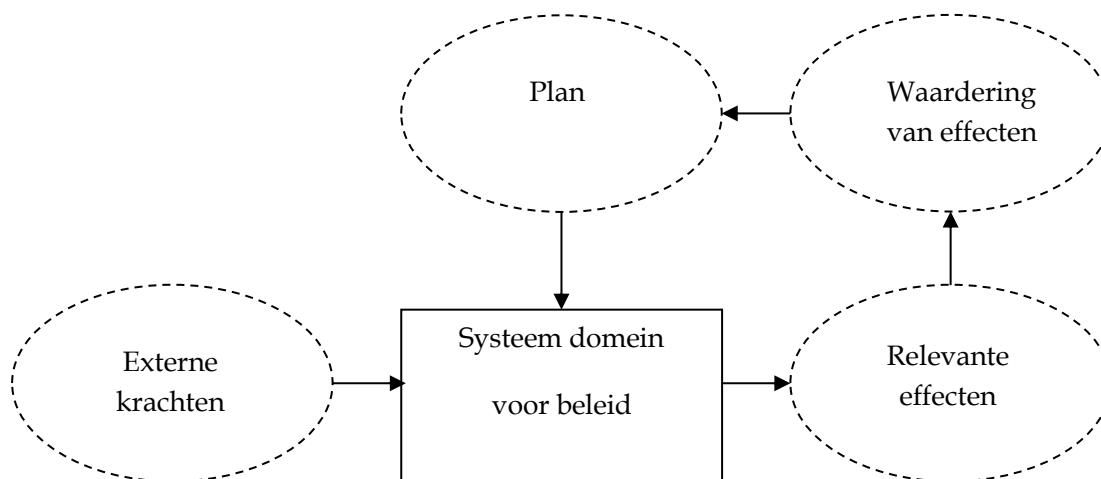 Plan
Waardering
van effecten
Externe
krachten
Systeem domein
voor beleid
Relevante
effecten